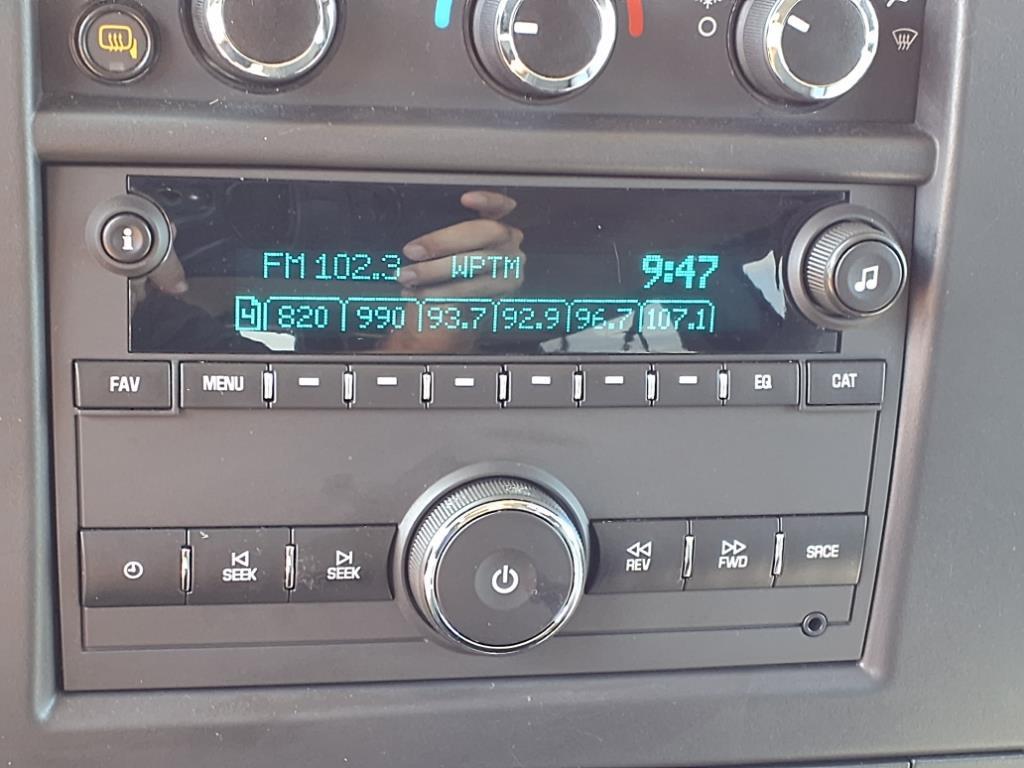 FM 102.3 WPTM 9:47
4 820 990 93.7 92.9 96.7 107.1
FAV MENU EQ CAT
SEEK SEEK REV FWD SRCE